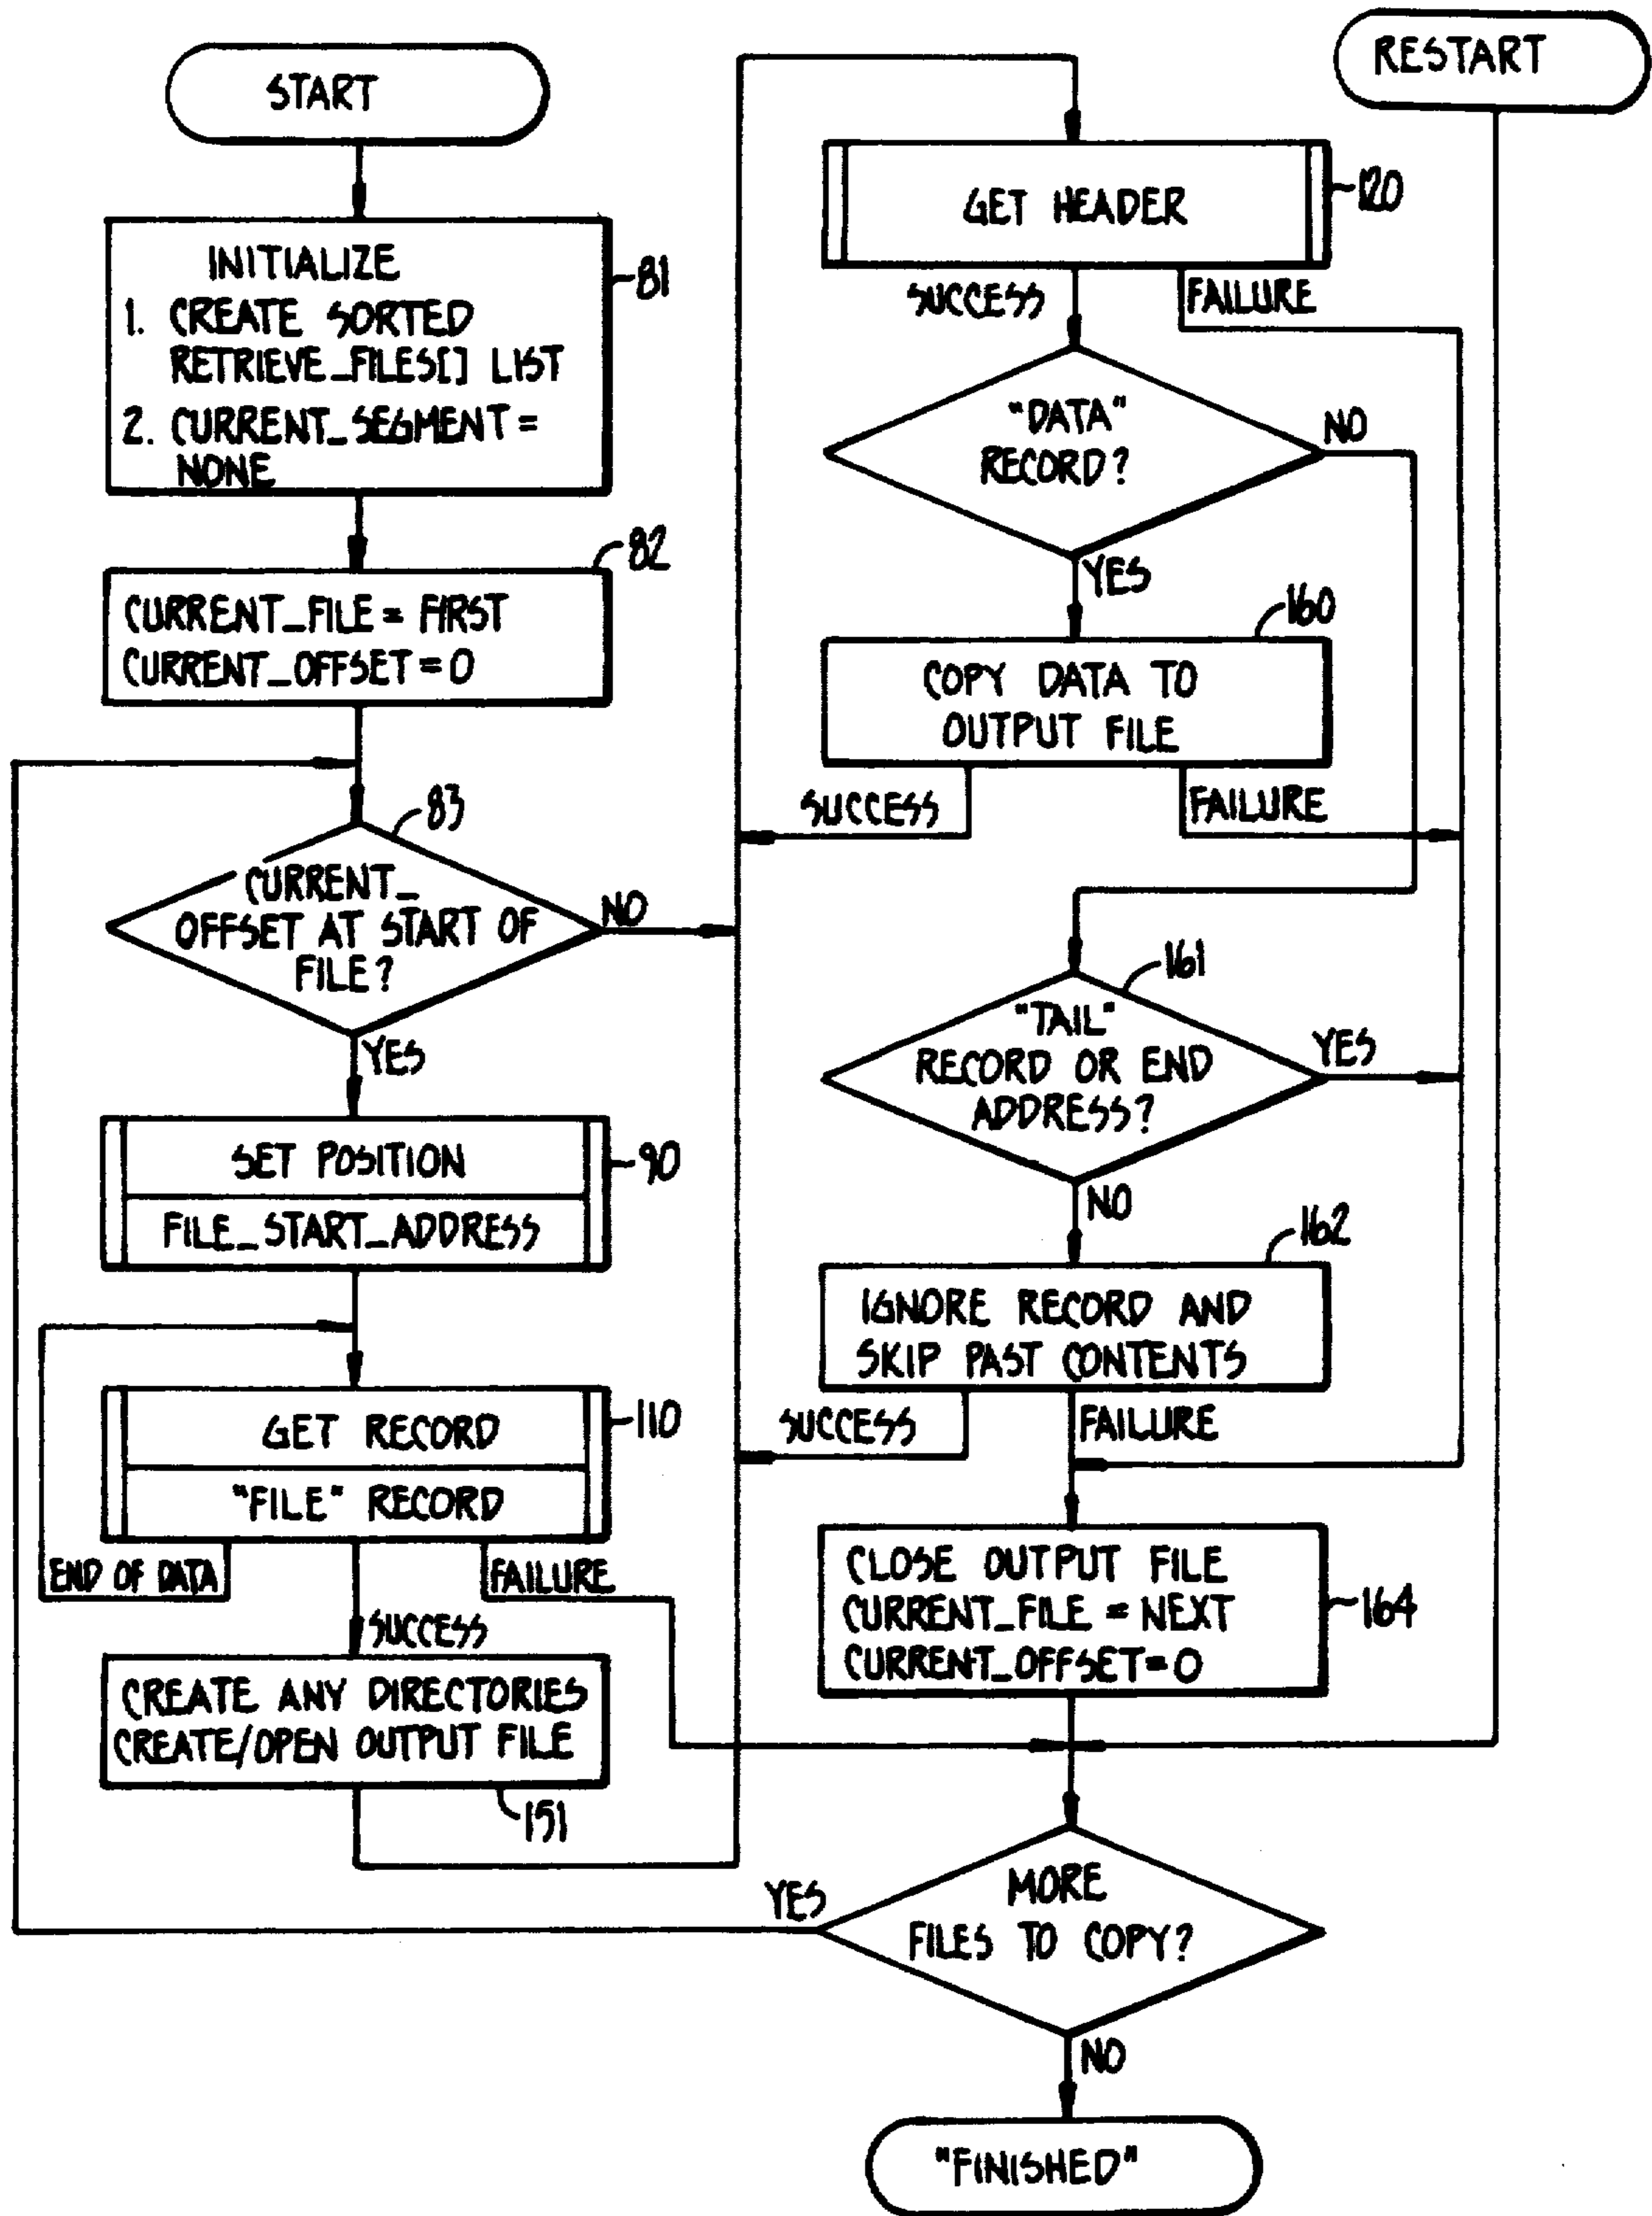 START
INITIALIZE
1. CREATE SORTED
RETRIEVE_FILES[] LIST
2. CURRENT_SEGMENT =
NONE
81
82
CURRENT_FILE = FIRST
CURRENT_OFFSET = 0
83
CURRENT_
OFFSET AT START OF
FILE?
NO
YES
SET POSITION
FILE_START_ADDRESS
90
GET RECORD
"FILE" RECORD
110
END OF DATA
FAILURE
SUCCESS
CREATE ANY DIRECTORIES
CREATE/OPEN OUTPUT FILE
151
RESTART
GET HEADER
120
SUCCESS
FAILURE
"DATA"
RECORD?
NO
YES
160
COPY DATA TO
OUTPUT FILE
SUCCESS
FAILURE
161
"TAIL"
RECORD OR END
ADDRESS?
YES
NO
162
IGNORE RECORD AND
SKIP PAST CONTENTS
SUCCESS
FAILURE
CLOSE OUTPUT FILE
CURRENT_FILE = NEXT
CURRENT_OFFSET=0
164
YES
MORE
FILES TO COPY?
NO
"FINISHED"